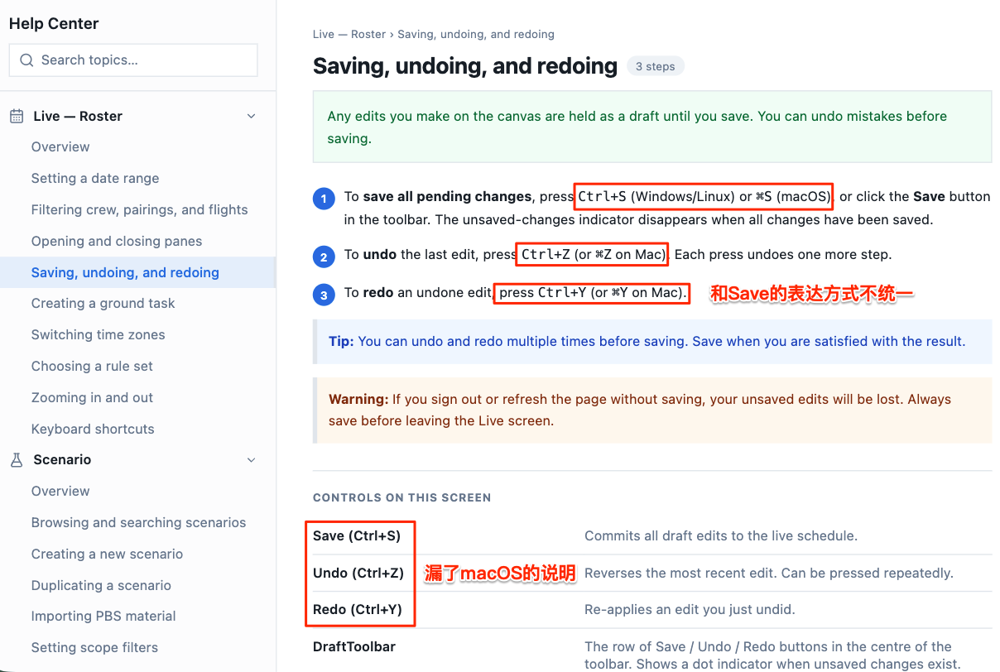 Help Center
Search topics...
Live — Roster
Overview
Setting a date range
Filtering crew, pairings, and flights
Opening and closing panes
Saving, undoing, and redoing
Creating a ground task
Switching time zones
Choosing a rule set
Zooming in and out
Keyboard shortcuts
Scenario
Overview
Browsing and searching scenarios
Creating a new scenario
Duplicating a scenario
Importing PBS material
Setting scope filters
Live — Roster › Saving, undoing, and redoing
Saving, undoing, and redoing 3 steps
Any edits you make on the canvas are held as a draft until you save. You can undo mistakes before
saving.
1 To save all pending changes, press Ctrl+S (Windows/Linux) or ⌘S (macOS), or click the Save button
in the toolbar. The unsaved-changes indicator disappears when all changes have been saved.
2 To undo the last edit, press Ctrl+Z (or ⌘Z on Mac). Each press undoes one more step.
3 To redo an undone edit, press Ctrl+Y (or ⌘Y on Mac). 和Save的表达方式不统一
Tip: You can undo and redo multiple times before saving. Save when you are satisfied with the result.
Warning: If you sign out or refresh the page without saving, your unsaved edits will be lost. Always
save before leaving the Live screen.
CONTROLS ON THIS SCREEN
Save (Ctrl+S) Commits all draft edits to the live schedule.
Undo (Ctrl+Z) 漏了macOS的说明 Reverses the most recent edit. Can be pressed repeatedly.
Redo (Ctrl+Y) Re-applies an edit you just undid.
DraftToolbar The row of Save / Undo / Redo buttons in the centre of the
toolbar. Shows a dot indicator when unsaved changes exist.